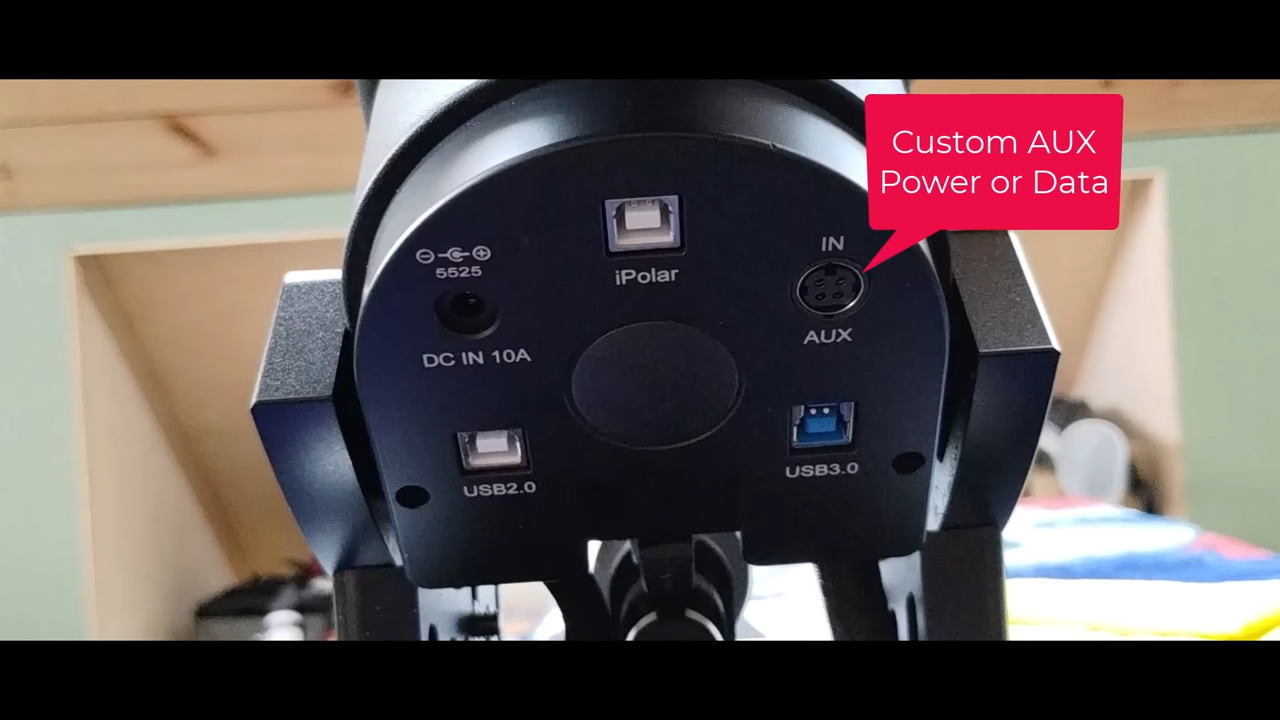 Custom AUX
Power or Data
IN
5525
iPolar
AUX
DC IN 10A
USB3.0
USB2.0